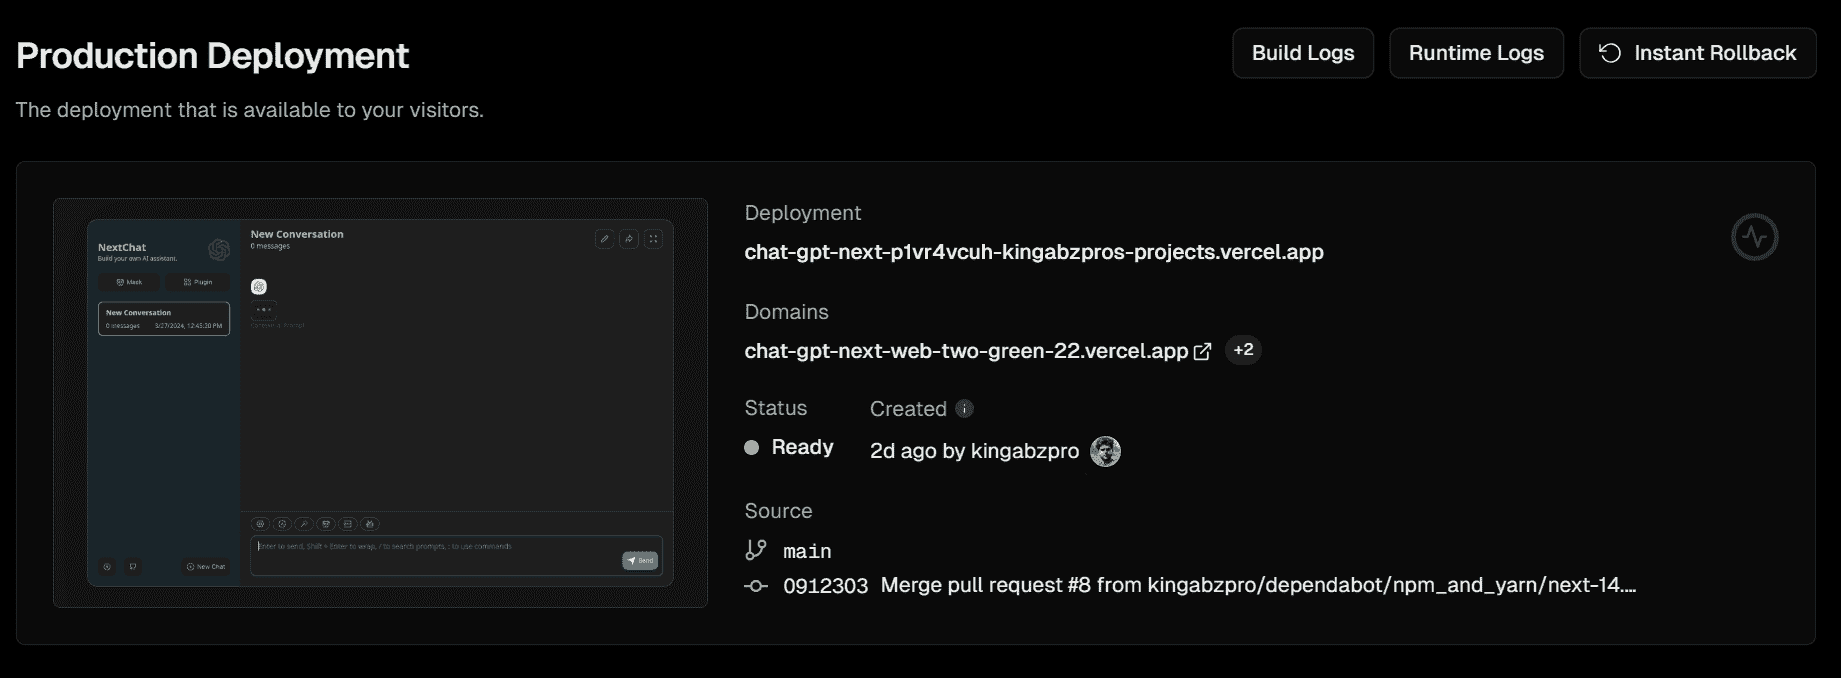 Production Deployment
Build Logs
Runtime Logs
Instant Rollback
The deployment that is available to your visitors.
NextChat
Build your own AI assistant.
Mask
Plugin
New Conversation
0 messages 3/27/2024, 12:45:20 PM
New Chat
New Conversation
0 messages
Enter to send, Shift + Enter to wrap, / to search prompts, : to use commands
Send
Deployment
chat-gpt-next-p1vr4vcuh-kingabzpros-projects.vercel.app
Domains
chat-gpt-next-web-two-green-22.vercel.app +2
Status Created
Ready 2d ago by kingabzpro
Source
main
0912303 Merge pull request #8 from kingabzpro/dependabot/npm_and_yarn/next-14....